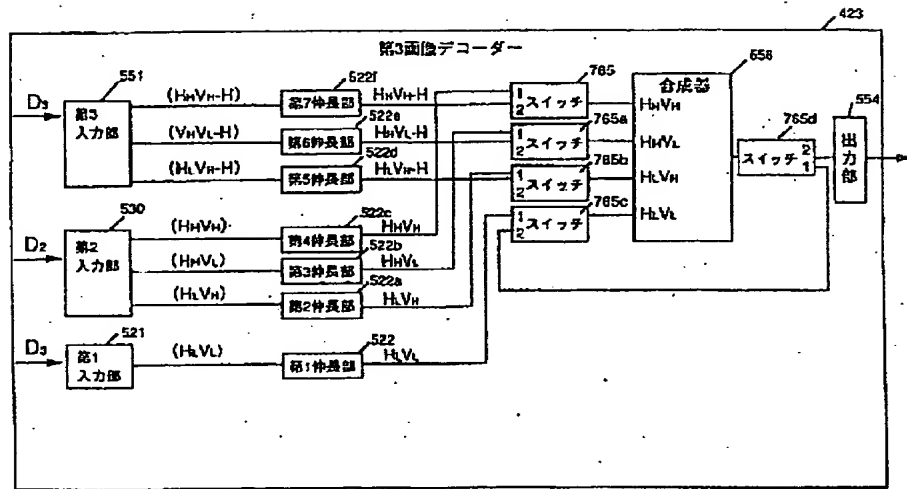 423
第3画像デコーダー
551
D3
第3
入力部
(HHVH-H)
522f
第7伸長部
HHVH-H
(VHVL-H)
522e
第6伸長部
HHVL-H
(HLVH-H)
522d
第5伸長部
HLVH-H
530
D2
第2
入力部
(HHVH)
522c
第4伸長部
HHVH
(HHVL)
522b
第3伸長部
HHVL
(HLVH)
522a
第2伸長部
HLVH
521
D3
第1
入力部
(HLVL)
522
第1伸長部
HLVL
765
1
2
スイッチ
765a
1
2
スイッチ
765b
1
2
スイッチ
765c
1
2
スイッチ
556
合成器
HHVH
HHVL
HLVH
HLVL
765d
スイッチ
2
1
554
出力部